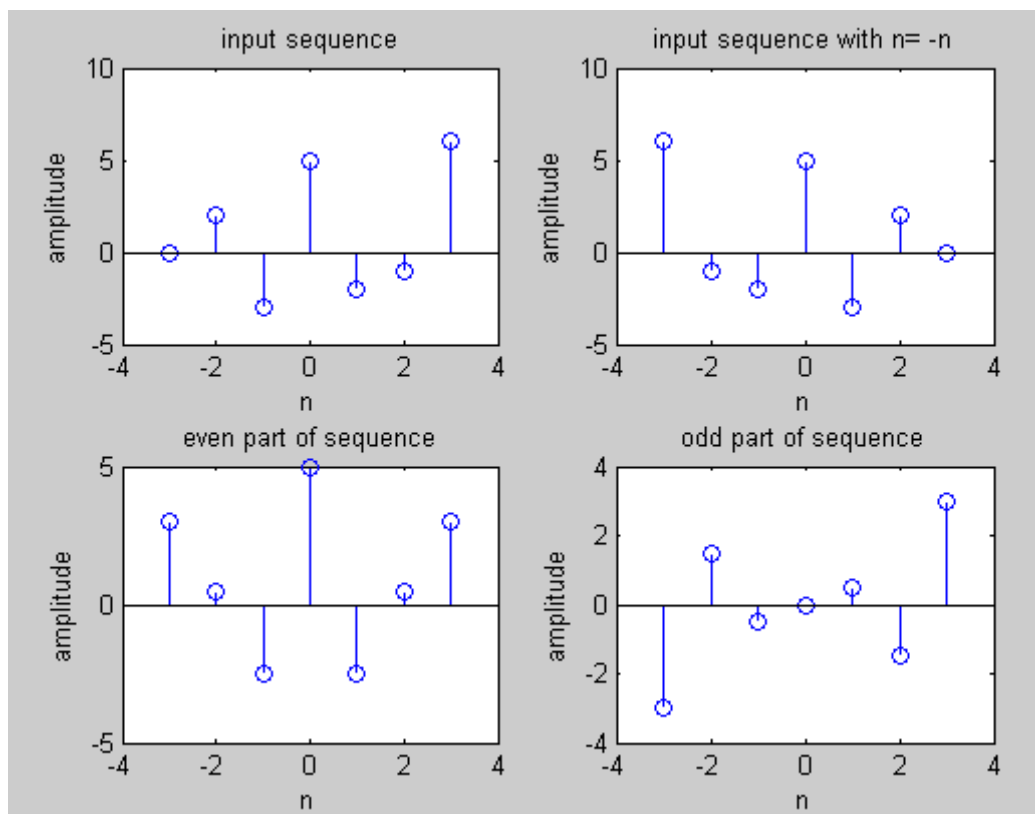 input sequence
10
5
0
-5
amplitude
-4 -2 0 2 4
n
input sequence with n= -n
10
5
0
-5
amplitude
-4 -2 0 2 4
n
even part of sequence
5
0
-5
amplitude
-4 -2 0 2 4
n
odd part of sequence
4
2
0
-2
-4
amplitude
-4 -2 0 2 4
n